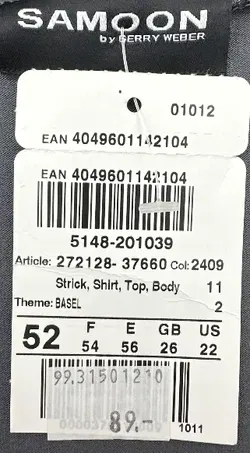 SAMOON
by GERRY WEBER
01012
EAN 4049601142104
EAN 4049601142104
5148-201039
Article: 272128- 37660 Col: 2409
Strick, Shirt, Top, Body 11
Theme: BASEL 2
52 F E GB US
54 56 26 22
99.31501210
89.-
1011